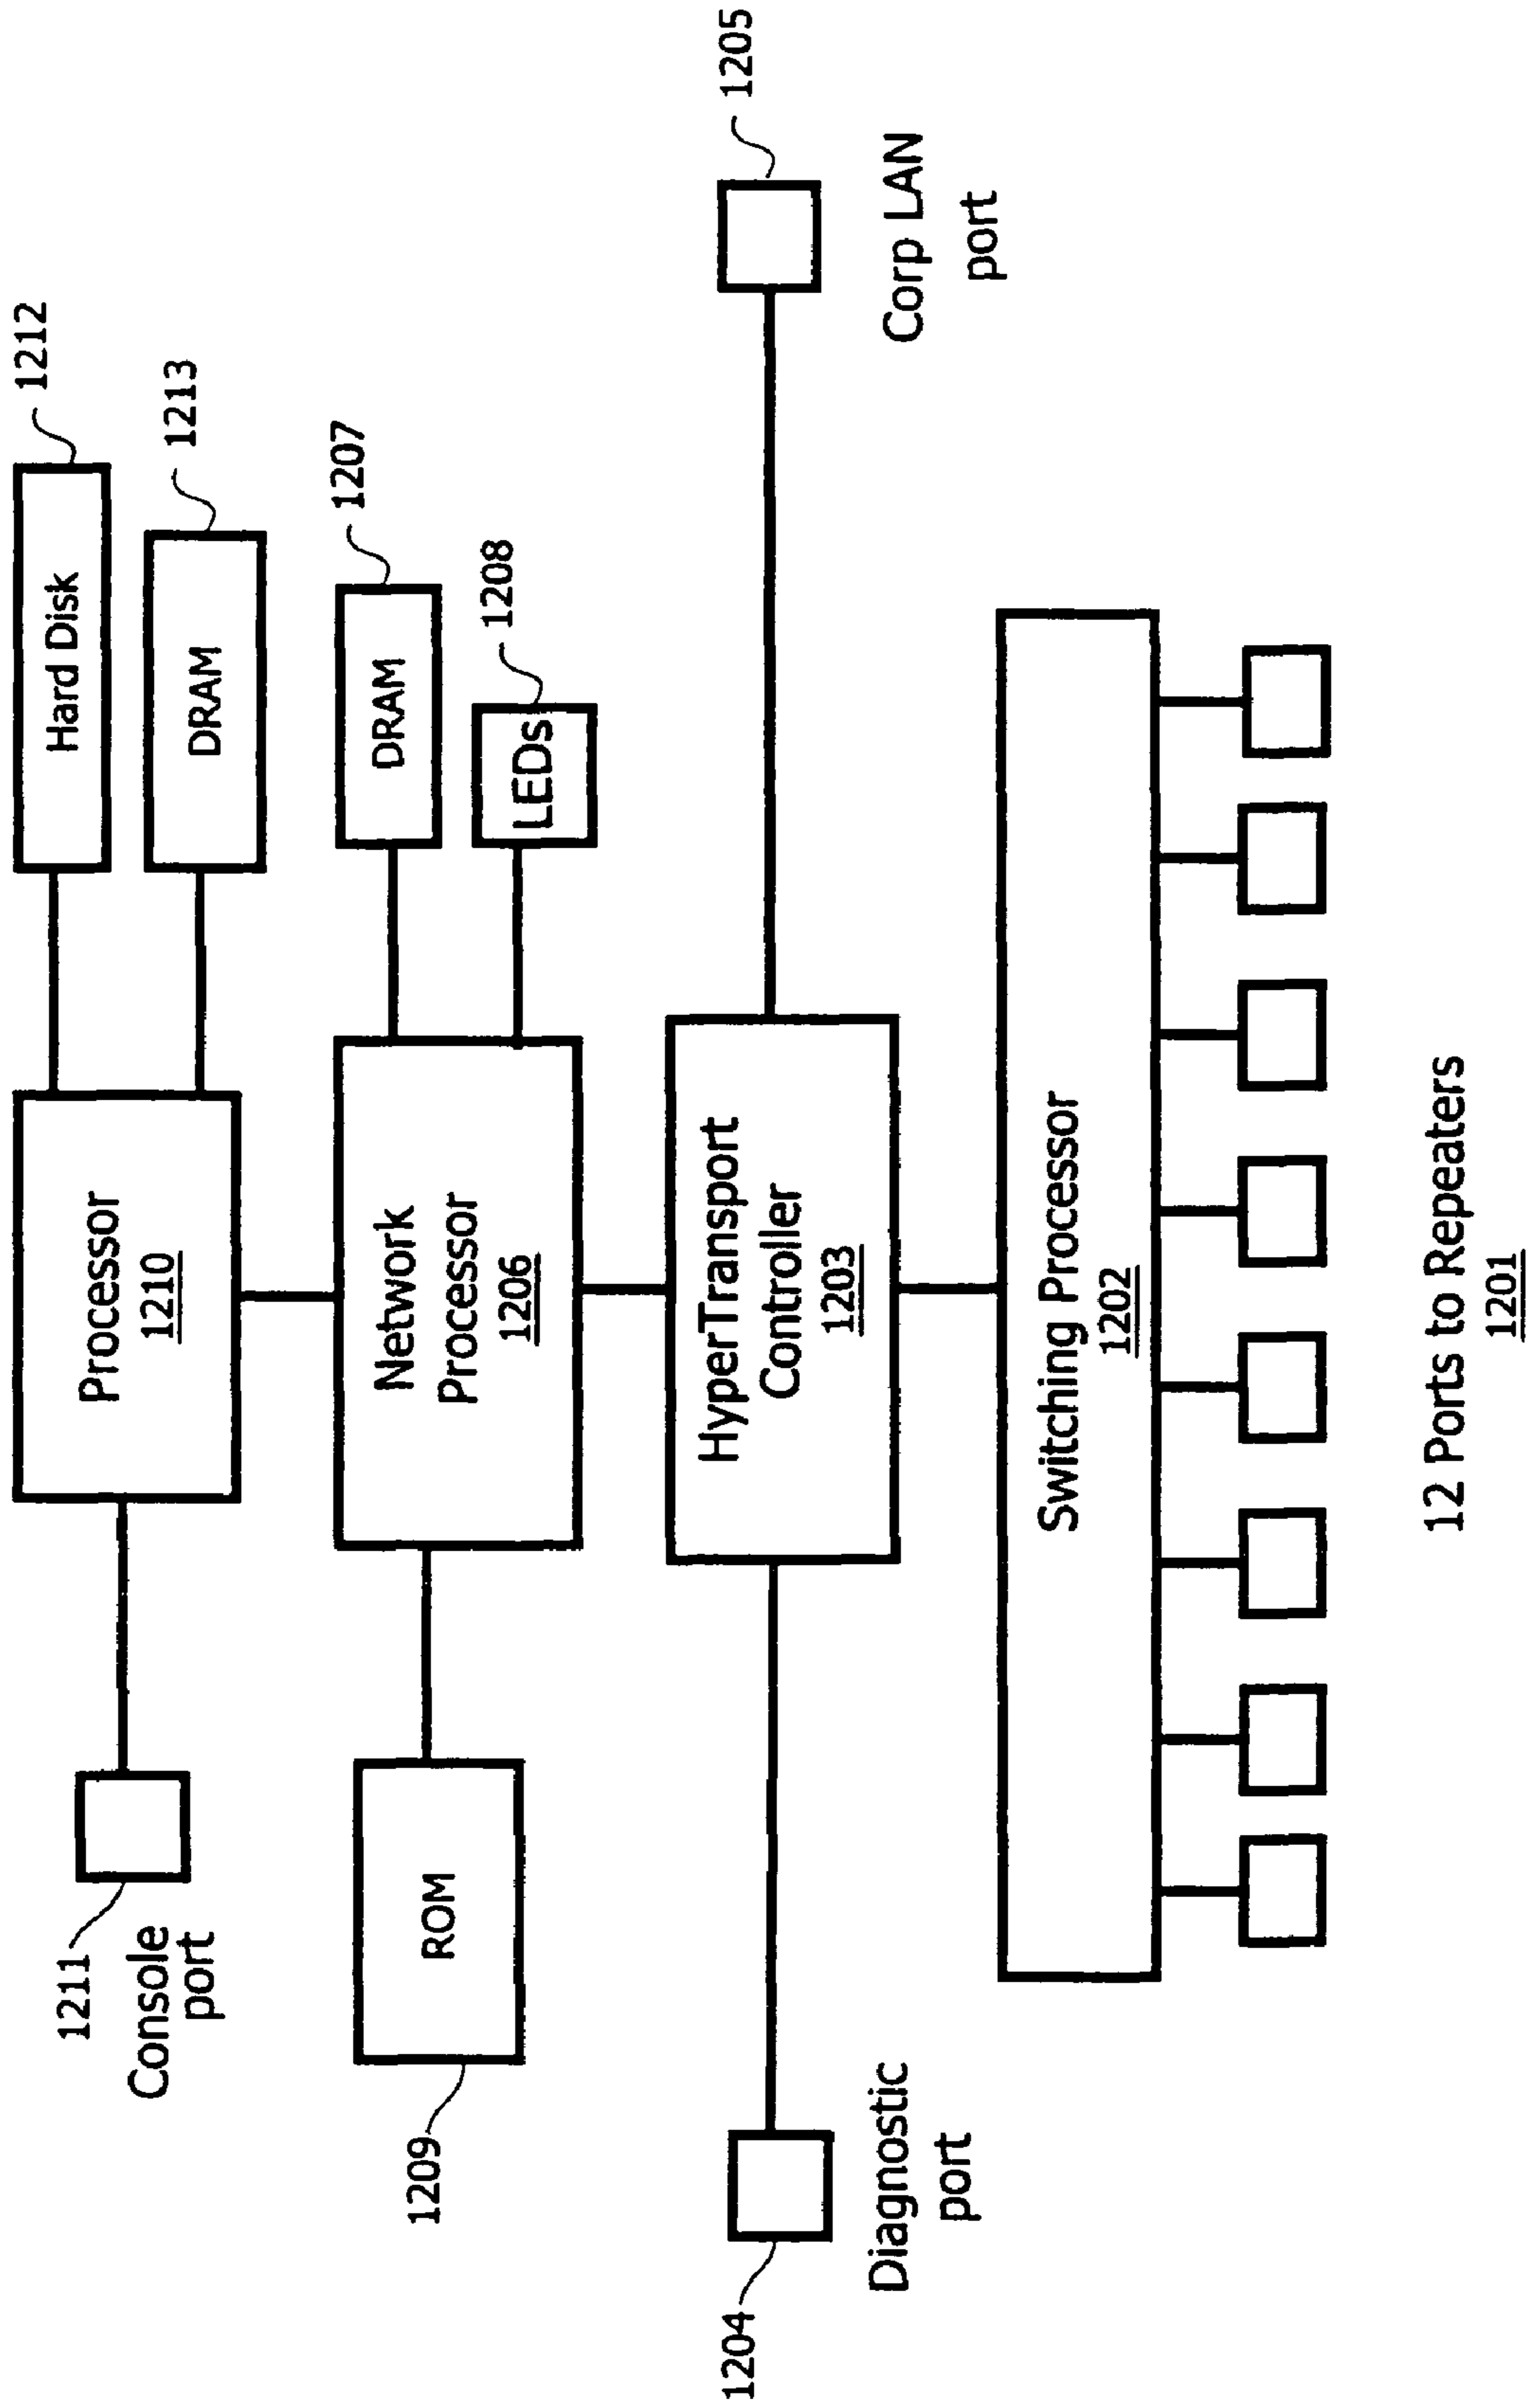 1212
Hard Disk
1213
DRAM
Processor
1210
1211
Console
port
1207
DRAM
1208
LEDs
Network
Processor
1206
ROM
1209
1205
Corp LAN
port
HyperTransport
Controller
1203
1204
Diagnostic
port
Switching Processor
1202
12 Ports to Repeaters
1201